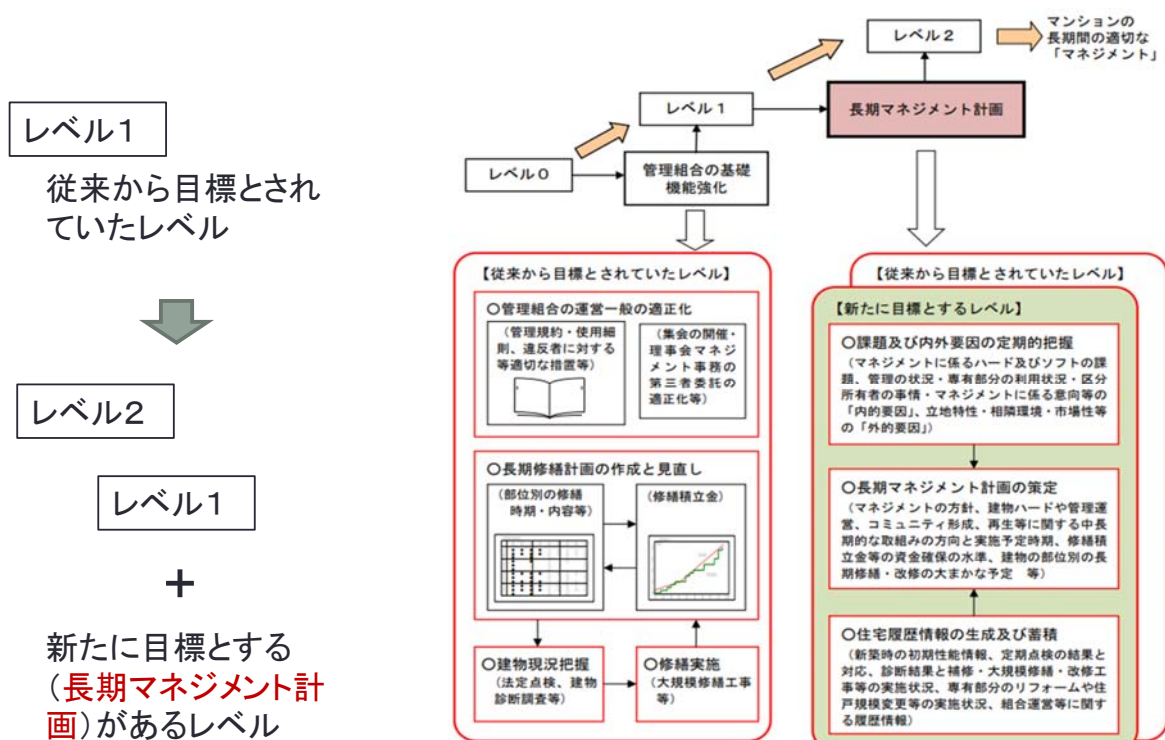 レベル１
従来から目標とされ
ていたレベル
レベル２
レベル１
＋
新たに目標とする
（長期マネジメント計
画）があるレベル
マンションの
長期間の適切な
「マネジメント」
レベル２
レベル１
長期マネジメント計画
レベル０
管理組合の基礎
機能強化
【従来から目標とされていたレベル】
○管理組合の運営一般の適正化
（管理規約・使用細
則、違反者に対する
等適切な措置等）
（集会の開催・
理事会マネジ
メント事務の
第三者委託の
適正化等）
○長期修繕計画の作成と見直し
（部位別の修繕
時期・内容等）
（修繕積立金）
○建物現況把握
（法定点検、建物
診断調査等）
○修繕実施
（大規模修繕工事
等）
【従来から目標とされていたレベル】
【新たに目標とするレベル】
○課題及び内外要因の定期的把握
（マネジメントに係るハード及びソフトの課
題、管理の状況・専有部分の利用状況・区分
所有者の事情・マネジメントに係る意向等の
「内的要因」、立地特性・相隣環境・市場性等
の「外的要因」）
○長期マネジメント計画の策定
（マネジメントの方針、建物ハードや管理運
営、コミュニティ形成、再生等に関する中長
期的な取組みの方向と実施予定時期、修繕積
立金等の資金確保の水準、建物の部位別の長
期修繕・改修の大まかな予定　等）
○住宅履歴情報の生成及び蓄積
（新築時の初期性能情報、定期点検の結果と
対応、診断結果と補修・大規模修繕・改修工
事等の実施状況、専有部分のリフォームや住
戸規模変更等の実施状況、組合運営等に関す
る履歴情報）